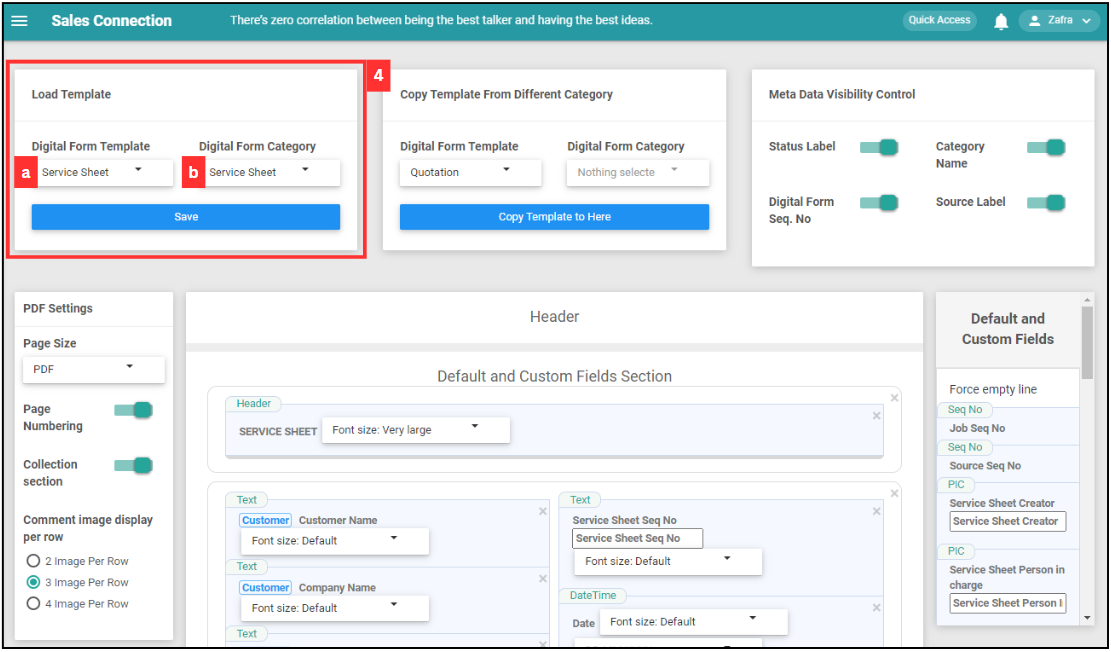 Sales Connection
There's zero correlation between being the best talker and having the best ideas.
Quick Access
Zafra
4
Load Template
Digital Form Template
Digital Form Category
a
Service Sheet
b
Service Sheet
Save
Copy Template From Different Category
Digital Form Template
Digital Form Category
Quotation
Nothing selecte
Copy Template to Here
Meta Data Visibility Control
Status Label
Category
Name
Digital Form
Seq. No
Source Label
PDF Settings
Page Size
PDF
Page
Numbering
Collection
section
Comment image display
per row
2 Image Per Row
3 Image Per Row
4 Image Per Row
Header
Default and Custom Fields Section
Header
SERVICE SHEET
Font size: Very large
Text
Customer Customer Name
Font size: Default
Text
Customer Company Name
Font size: Default
Text
Text
Service Sheet Seq No
Service Sheet Seq No
Font size: Default
DateTime
Date
Font size: Default
Default and
Custom Fields
Force empty line
Seq No
Job Seq No
Seq No
Source Seq No
PIC
Service Sheet Creator
Service Sheet Creator
PIC
Service Sheet Person in
charge
Service Sheet Person I